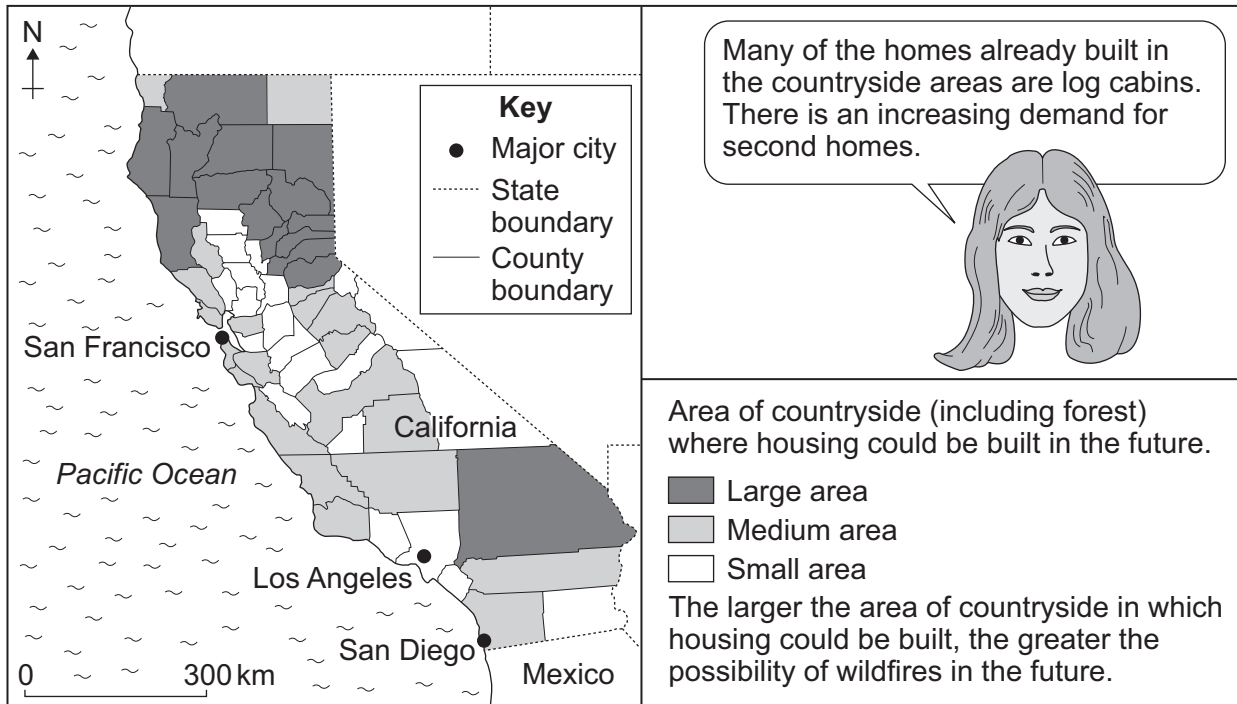 N
Key
Major city
State
boundary
County
boundary
San Francisco
California
Pacific Ocean
Los Angeles
San Diego
Mexico
0 300 km
Many of the homes already built in
the countryside areas are log cabins.
There is an increasing demand for
second homes.
Area of countryside (including forest)
where housing could be built in the future.
Large area
Medium area
Small area
The larger the area of countryside in which
housing could be built, the greater the
possibility of wildfires in the future.